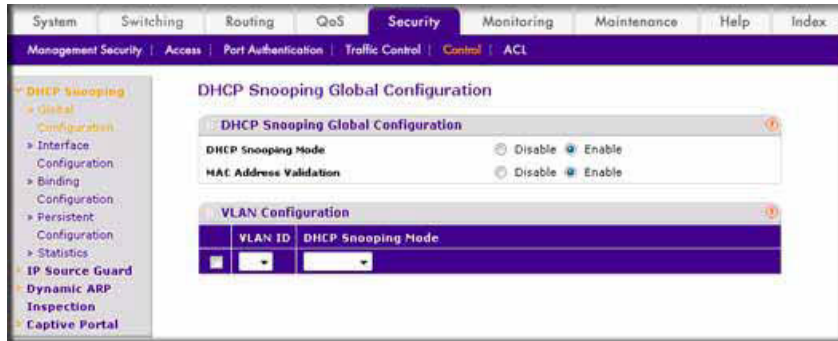 System Switching Routing QoS Security Monitoring Maintenance Help Index
Management Security Access Port Authentication Traffic Control Control ACL
DHCP Snooping
Global
Configuration
Interface
Configuration
Binding
Configuration
Persistent
Configuration
Statistics
IP Source Guard
Dynamic ARP
Inspection
Captive Portal
DHCP Snooping Global Configuration
DHCP Snooping Global Configuration
DHCP Snooping Mode Disable Enable
MAC Address Validation Disable Enable
VLAN Configuration
VLAN ID DHCP Snooping Mode